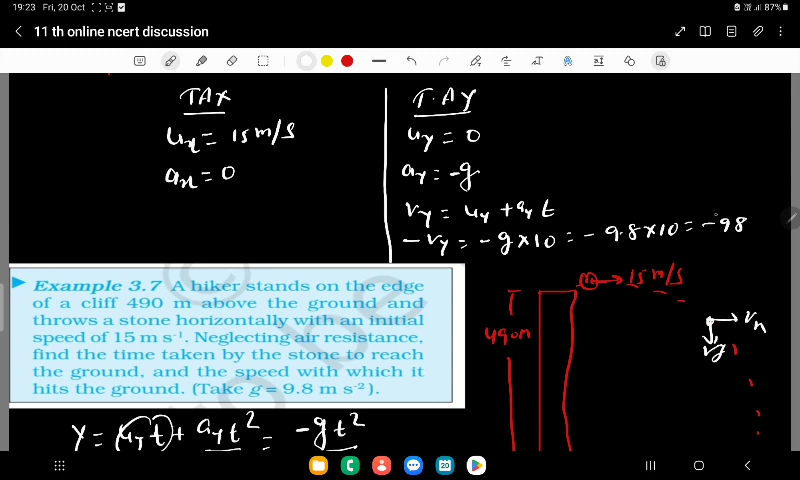 19:23 Fri, 20 Oct
87%
11 th online ncert discussion
TAX
ux = 15 m/s
ax = 0
T.AY
uy = 0
ay = -g
vy = uy + ay t
-vy = -g×10 = - 9.8×10 = -98
Example 3.7 A hiker stands on the edge
of a cliff 490 m above the ground and
throws a stone horizontally with an initial
speed of 15 m s-1. Neglecting air resistance,
find the time taken by the stone to reach
the ground, and the speed with which it
hits the ground. (Take g = 9.8 m s-2).
15 m/s
490m
vx
vy
y = (uy t) + ay t² = -g t²
20